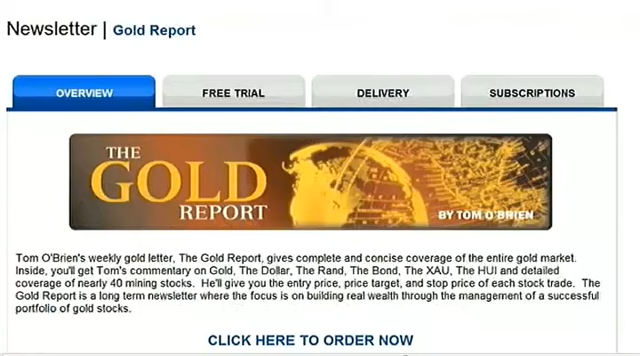 Newsletter | Gold Report
OVERVIEW
FREE TRIAL
DELIVERY
SUBSCRIPTIONS
THE
GOLD
REPORT
BY TOM O'BRIEN
Tom O'Brien's weekly gold letter, The Gold Report, gives complete and concise coverage of the entire gold market.
Inside, you'll get Tom's commentary on Gold, The Dollar, The Rand, The Bond, The XAU, The HUI and detailed
coverage of nearly 40 mining stocks.  He'll give you the entry price, price target, and stop price of each stock trade.  The
Gold Report is a long term newsletter where the focus is on building real wealth through the management of a successful
portfolio of gold stocks.
CLICK HERE TO ORDER NOW